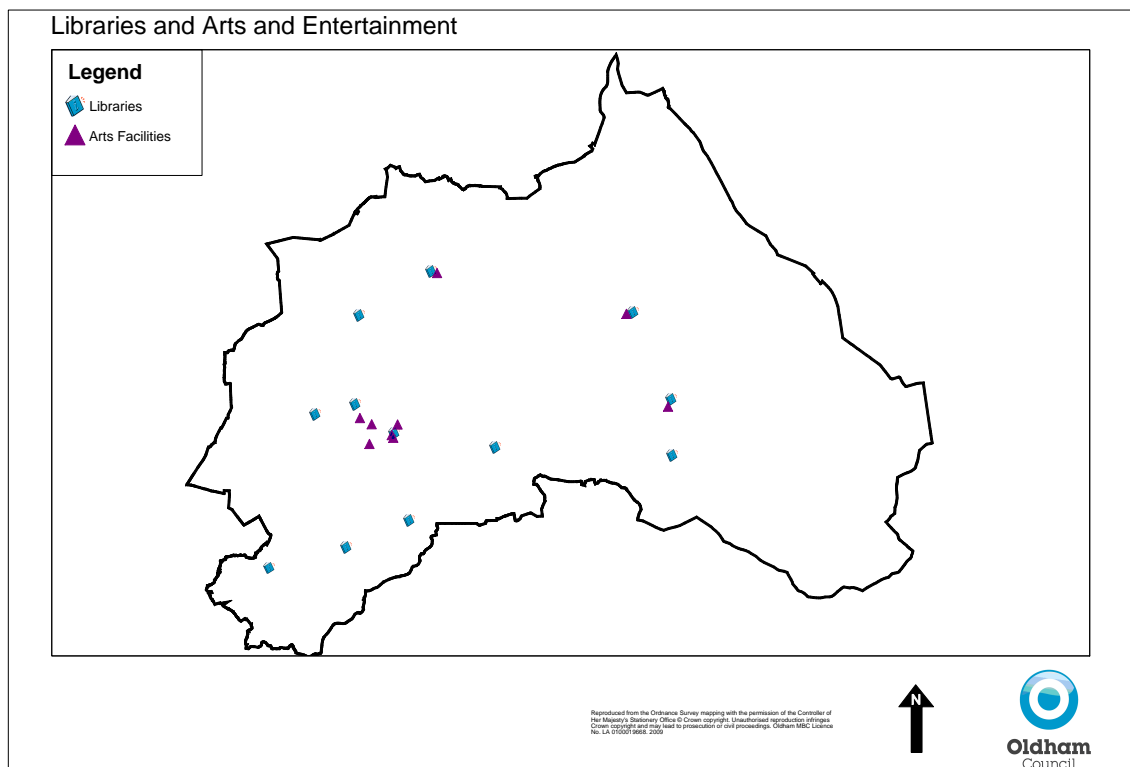 Libraries and Arts and Entertainment
Legend
Libraries
Arts Facilities
Reproduced from the Ordnance Survey mapping with the permission of the Controller of
Her Majesty's Stationary Office © Crown copyright. Unauthorised reproduction infringes
Crown copyright and may lead to prosecution or civil proceedings. Oldham MBC Licence
No. LA 0100019668. 2009
N
Oldham
Council